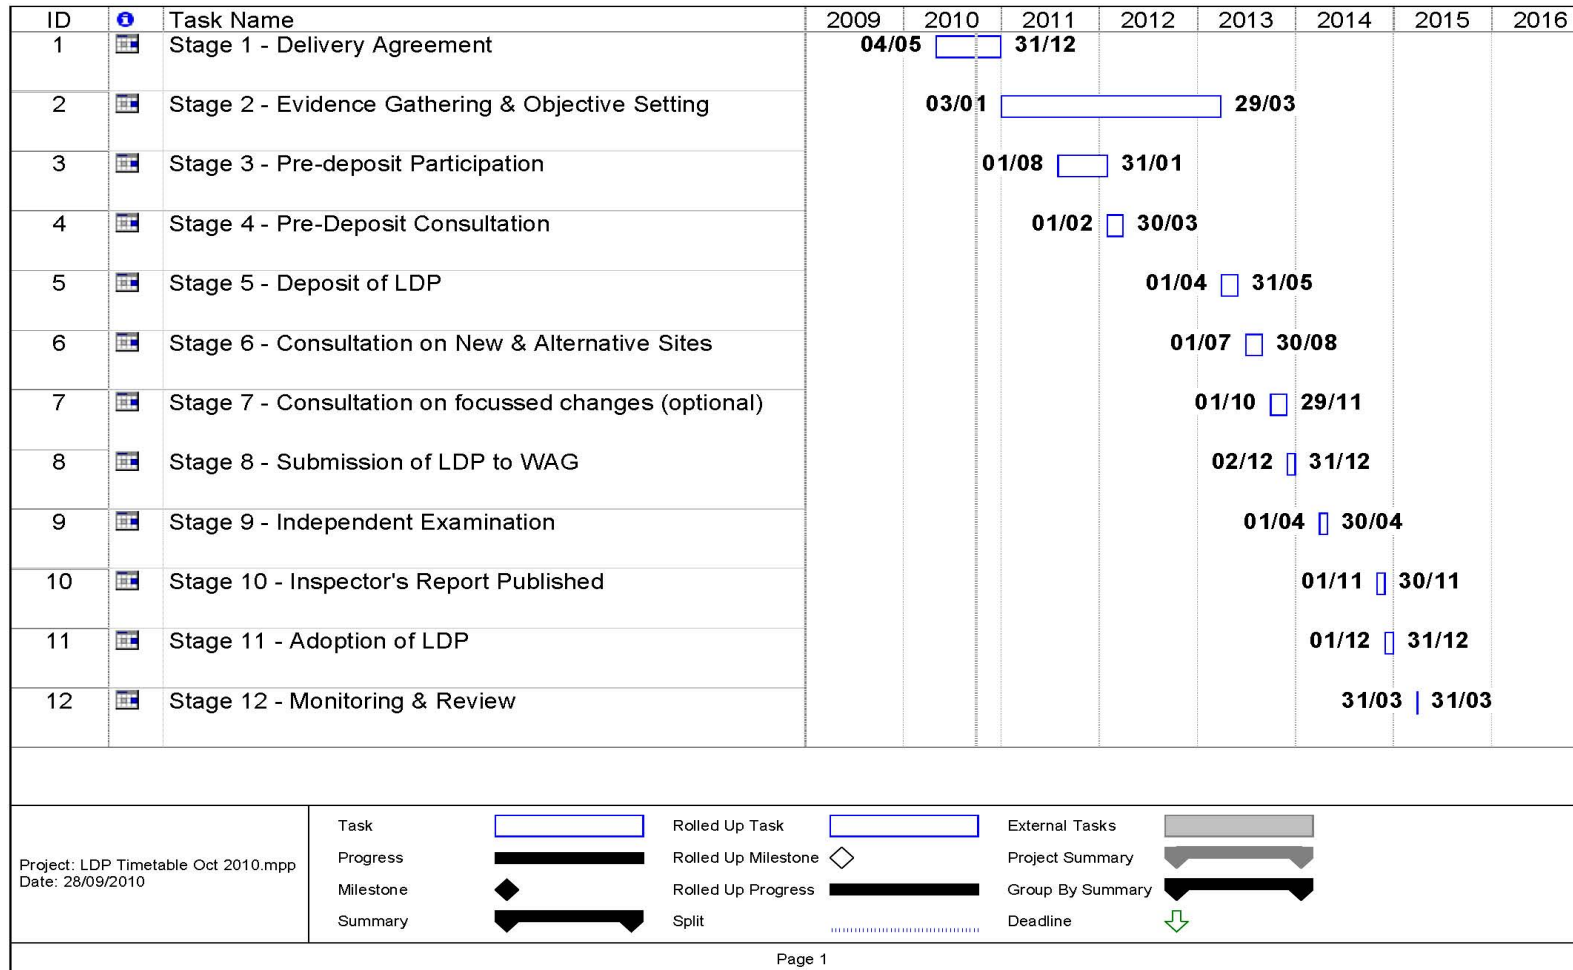 ID Task Name 2009 2010 2011 2012 2013 2014 2015 2016
1 Stage 1 - Delivery Agreement 04/05 31/12
2 Stage 2 - Evidence Gathering & Objective Setting 03/01 29/03
3 Stage 3 - Pre-deposit Participation 01/08 31/01
4 Stage 4 - Pre-Deposit Consultation 01/02 30/03
5 Stage 5 - Deposit of LDP 01/04 31/05
6 Stage 6 - Consultation on New & Alternative Sites 01/07 30/08
7 Stage 7 - Consultation on focussed changes (optional) 01/10 29/11
8 Stage 8 - Submission of LDP to WAG 02/12 31/12
9 Stage 9 - Independent Examination 01/04 30/04
10 Stage 10 - Inspector's Report Published 01/11 30/11
11 Stage 11 - Adoption of LDP 01/12 31/12
12 Stage 12 - Monitoring & Review 31/03 31/03
Project: LDP Timetable Oct 2010.mpp
Date: 28/09/2010
Task Rolled Up Task External Tasks
Progress Rolled Up Milestone Project Summary
Milestone Rolled Up Progress Group By Summary
Summary Split Deadline
Page 1